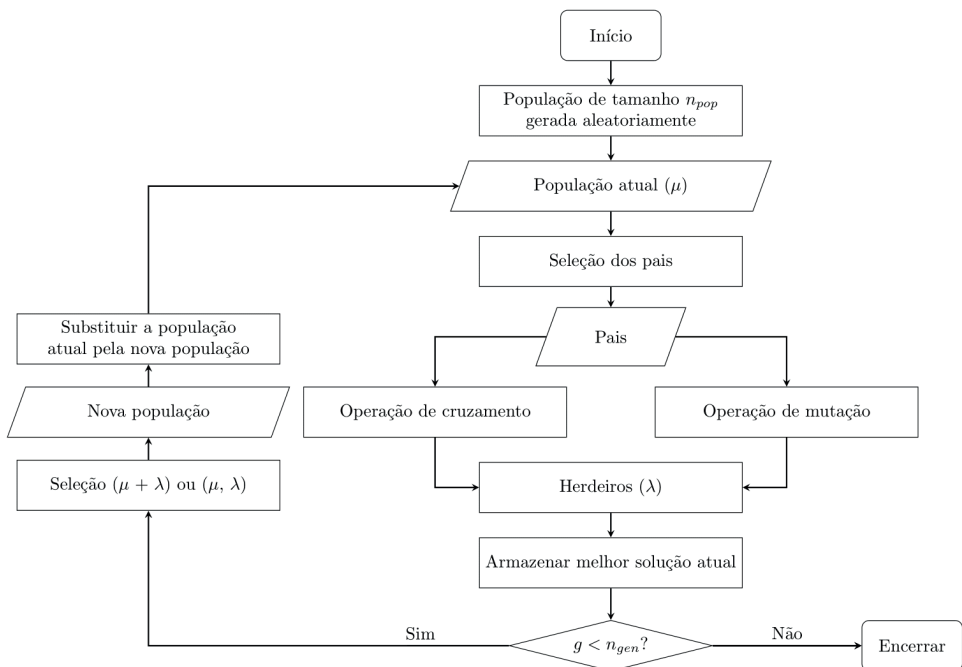 Início
População de tamanho n_pop
gerada aleatoriamente
População atual (μ)
Seleção dos pais
Pais
Substituir a população
atual pela nova população
Nova população
Operação de cruzamento
Operação de mutação
Seleção (μ + λ) ou (μ, λ)
Herdeiros (λ)
Armazenar melhor solução atual
Sim
g < n_gen?
Não
Encerrar